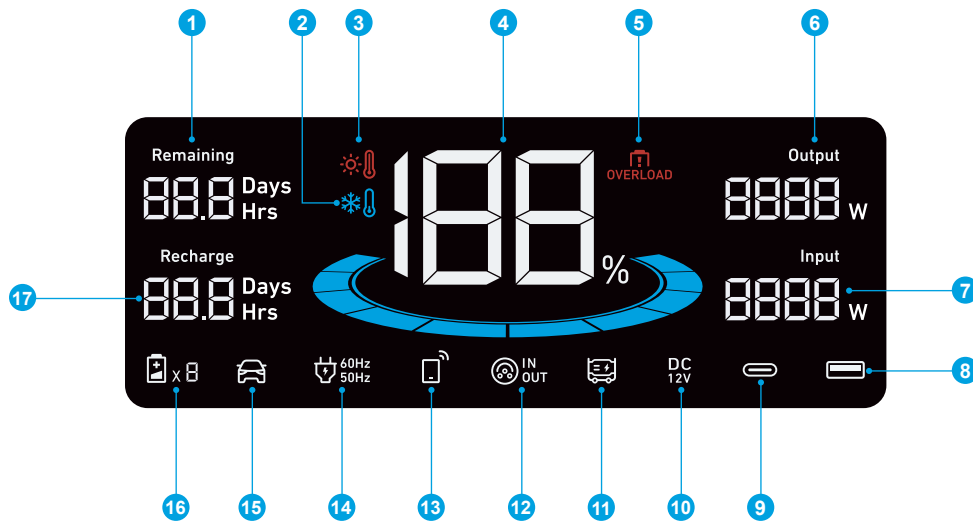 1 2 3 4 5 6
Remaining
88.8 Days
Hrs
188 %
OVERLOAD
Output
8888 W
Recharge
88.8 Days
Hrs
Input
8888 W
17
7
x 8
60Hz
50Hz
IN
OUT
DC
12V
8
16 15 14 13 12 11 10 9